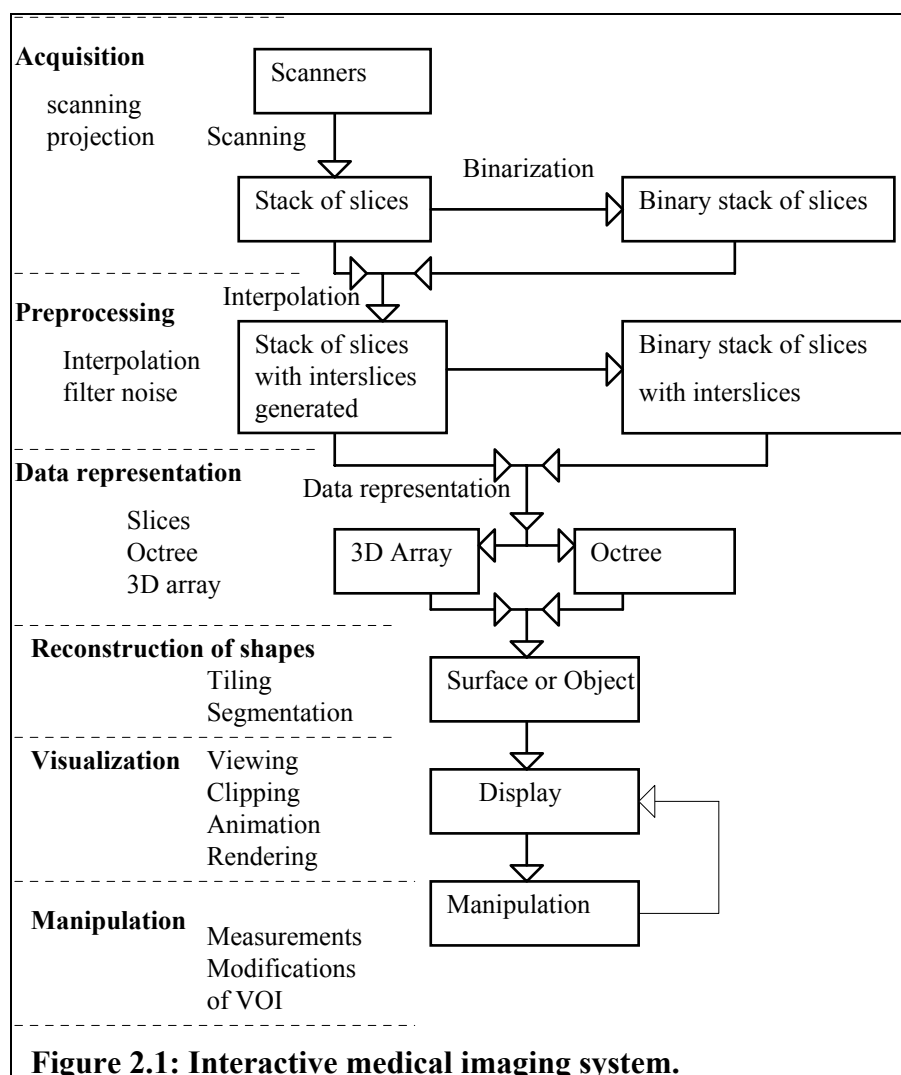 Acquisition
Scanners
scanning
projection
Scanning
Binarization
Stack of slices
Binary stack of slices
Interpolation
Preprocessing
Interpolation
filter noise
Stack of slices
with interslices
generated
Binary stack of slices
with interslices
Data representation
Data representation
Slices
Octree
3D array
3D Array
Octree
Reconstruction of shapes
Tiling
Segmentation
Surface or Object
Visualization
Viewing
Clipping
Animation
Rendering
Display
Manipulation
Manipulation
Measurements
Modifications
of VOI
Figure 2.1: Interactive medical imaging system.